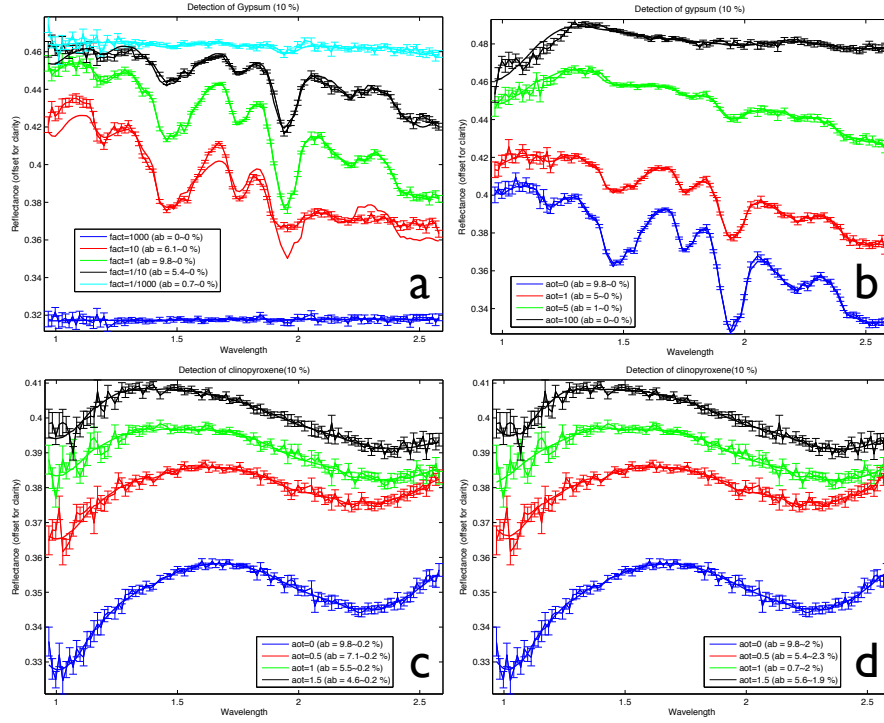 Detection of Gypsum (10 %)
0.46
0.44
0.42
0.4
0.38
0.36
0.34
0.32
Reflectance (offset for clarity)
fact=1000 (ab = 0~0 %)
fact=10 (ab = 6.1~0 %)
fact=1 (ab = 9.8~0 %)
fact=1/10 (ab = 5.4~0 %)
fact=1/1000 (ab = 0.7~0 %)
a
1
1.5
2
2.5
Wavelength
Detection of gypsum (10 %)
0.48
0.46
0.44
0.42
0.4
0.38
0.36
0.34
Reflectance (offset for clarity)
aot=0 (ab = 9.8~0 %)
aot=1 (ab = 5~0 %)
aot=5 (ab = 1~0 %)
aot=100 (ab = 0~0 %)
b
1
1.5
2
2.5
Wavelength
Detection of clinopyroxene(10 %)
0.41
0.4
0.39
0.38
0.37
0.36
0.35
0.34
0.33
Reflectance (offset for clarity)
aot=0 (ab = 9.8~0.2 %)
aot=0.5 (ab = 7.1~0.2 %)
aot=1 (ab = 5.5~0.2 %)
aot=1.5 (ab = 4.6~0.2 %)
c
1
1.5
2
2.5
Wavelength
Detection of clinopyroxene(10 %)
0.41
0.4
0.39
0.38
0.37
0.36
0.35
0.34
0.33
Reflectance (offset for clarity)
aot=0 (ab = 9.8~2 %)
aot=0.5 (ab = 5.4~2.3 %)
aot=1 (ab = 0.7~2 %)
aot=1.5 (ab = 5.6~1.9 %)
d
1
1.5
2
2.5
Wavelength